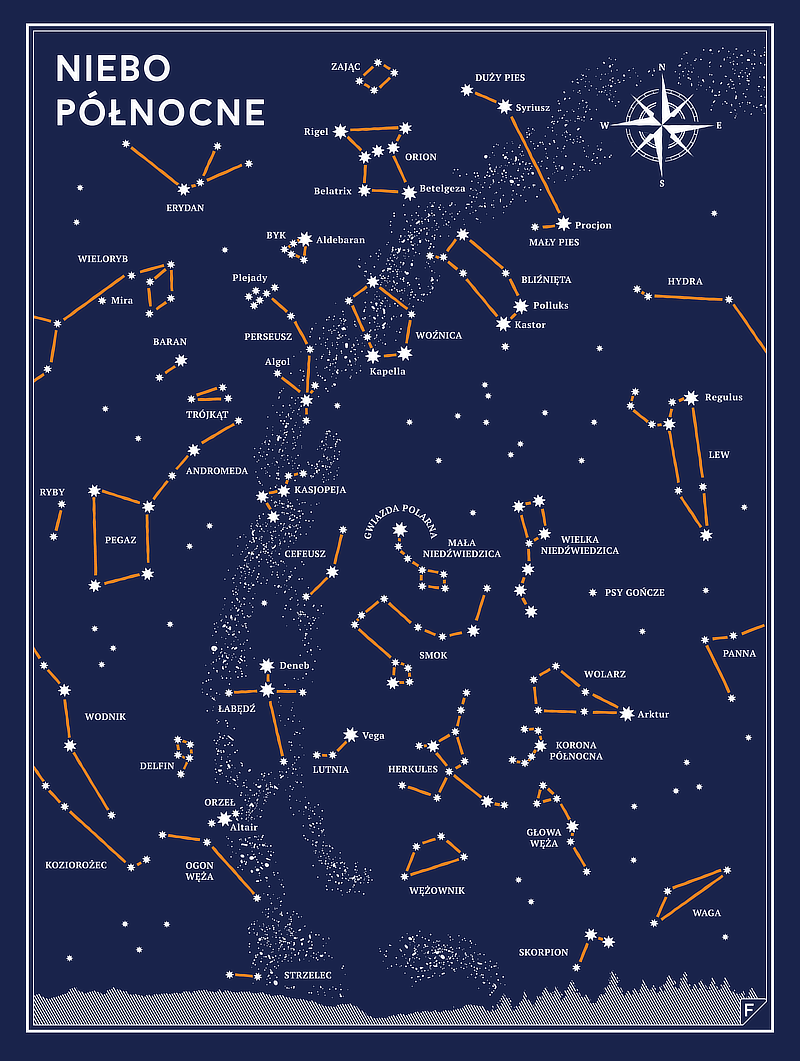 NIEBO
PÓŁNOCNE
ZAJĄC
DUŻY PIES
Syriusz
N
W
E
S
Rigel
ORION
Belatrix
Betelgeza
ERYDAN
Procjon
MAŁY PIES
BYK
Aldebaran
WIELORYB
Mira
Plejady
BLIŹNIĘTA
Polluks
Kastor
HYDRA
PERSEUSZ
WOŹNICA
BARAN
Algol
Kapella
TRÓJKĄT
Regulus
LEW
ANDROMEDA
RYBY
KASJOPEJA
GWIAZDA POLARNA
PEGAZ
CEFEUSZ
MAŁA
NIEDŹWIEDZICA
WIELKA
NIEDŹWIEDZICA
PSY GOŃCZE
SMOK
PANNA
Deneb
WOLARZ
ŁABĘDŹ
WODNIK
Arktur
Vega
KORONA
PÓŁNOCNA
DELFIN
LUTNIA
HERKULES
ORZEŁ
Altair
GŁOWA
WĘŻA
KOZIOROŻEC
OGON
WĘŻA
WĘŻOWNIK
WAGA
SKORPION
STRZELEC
F